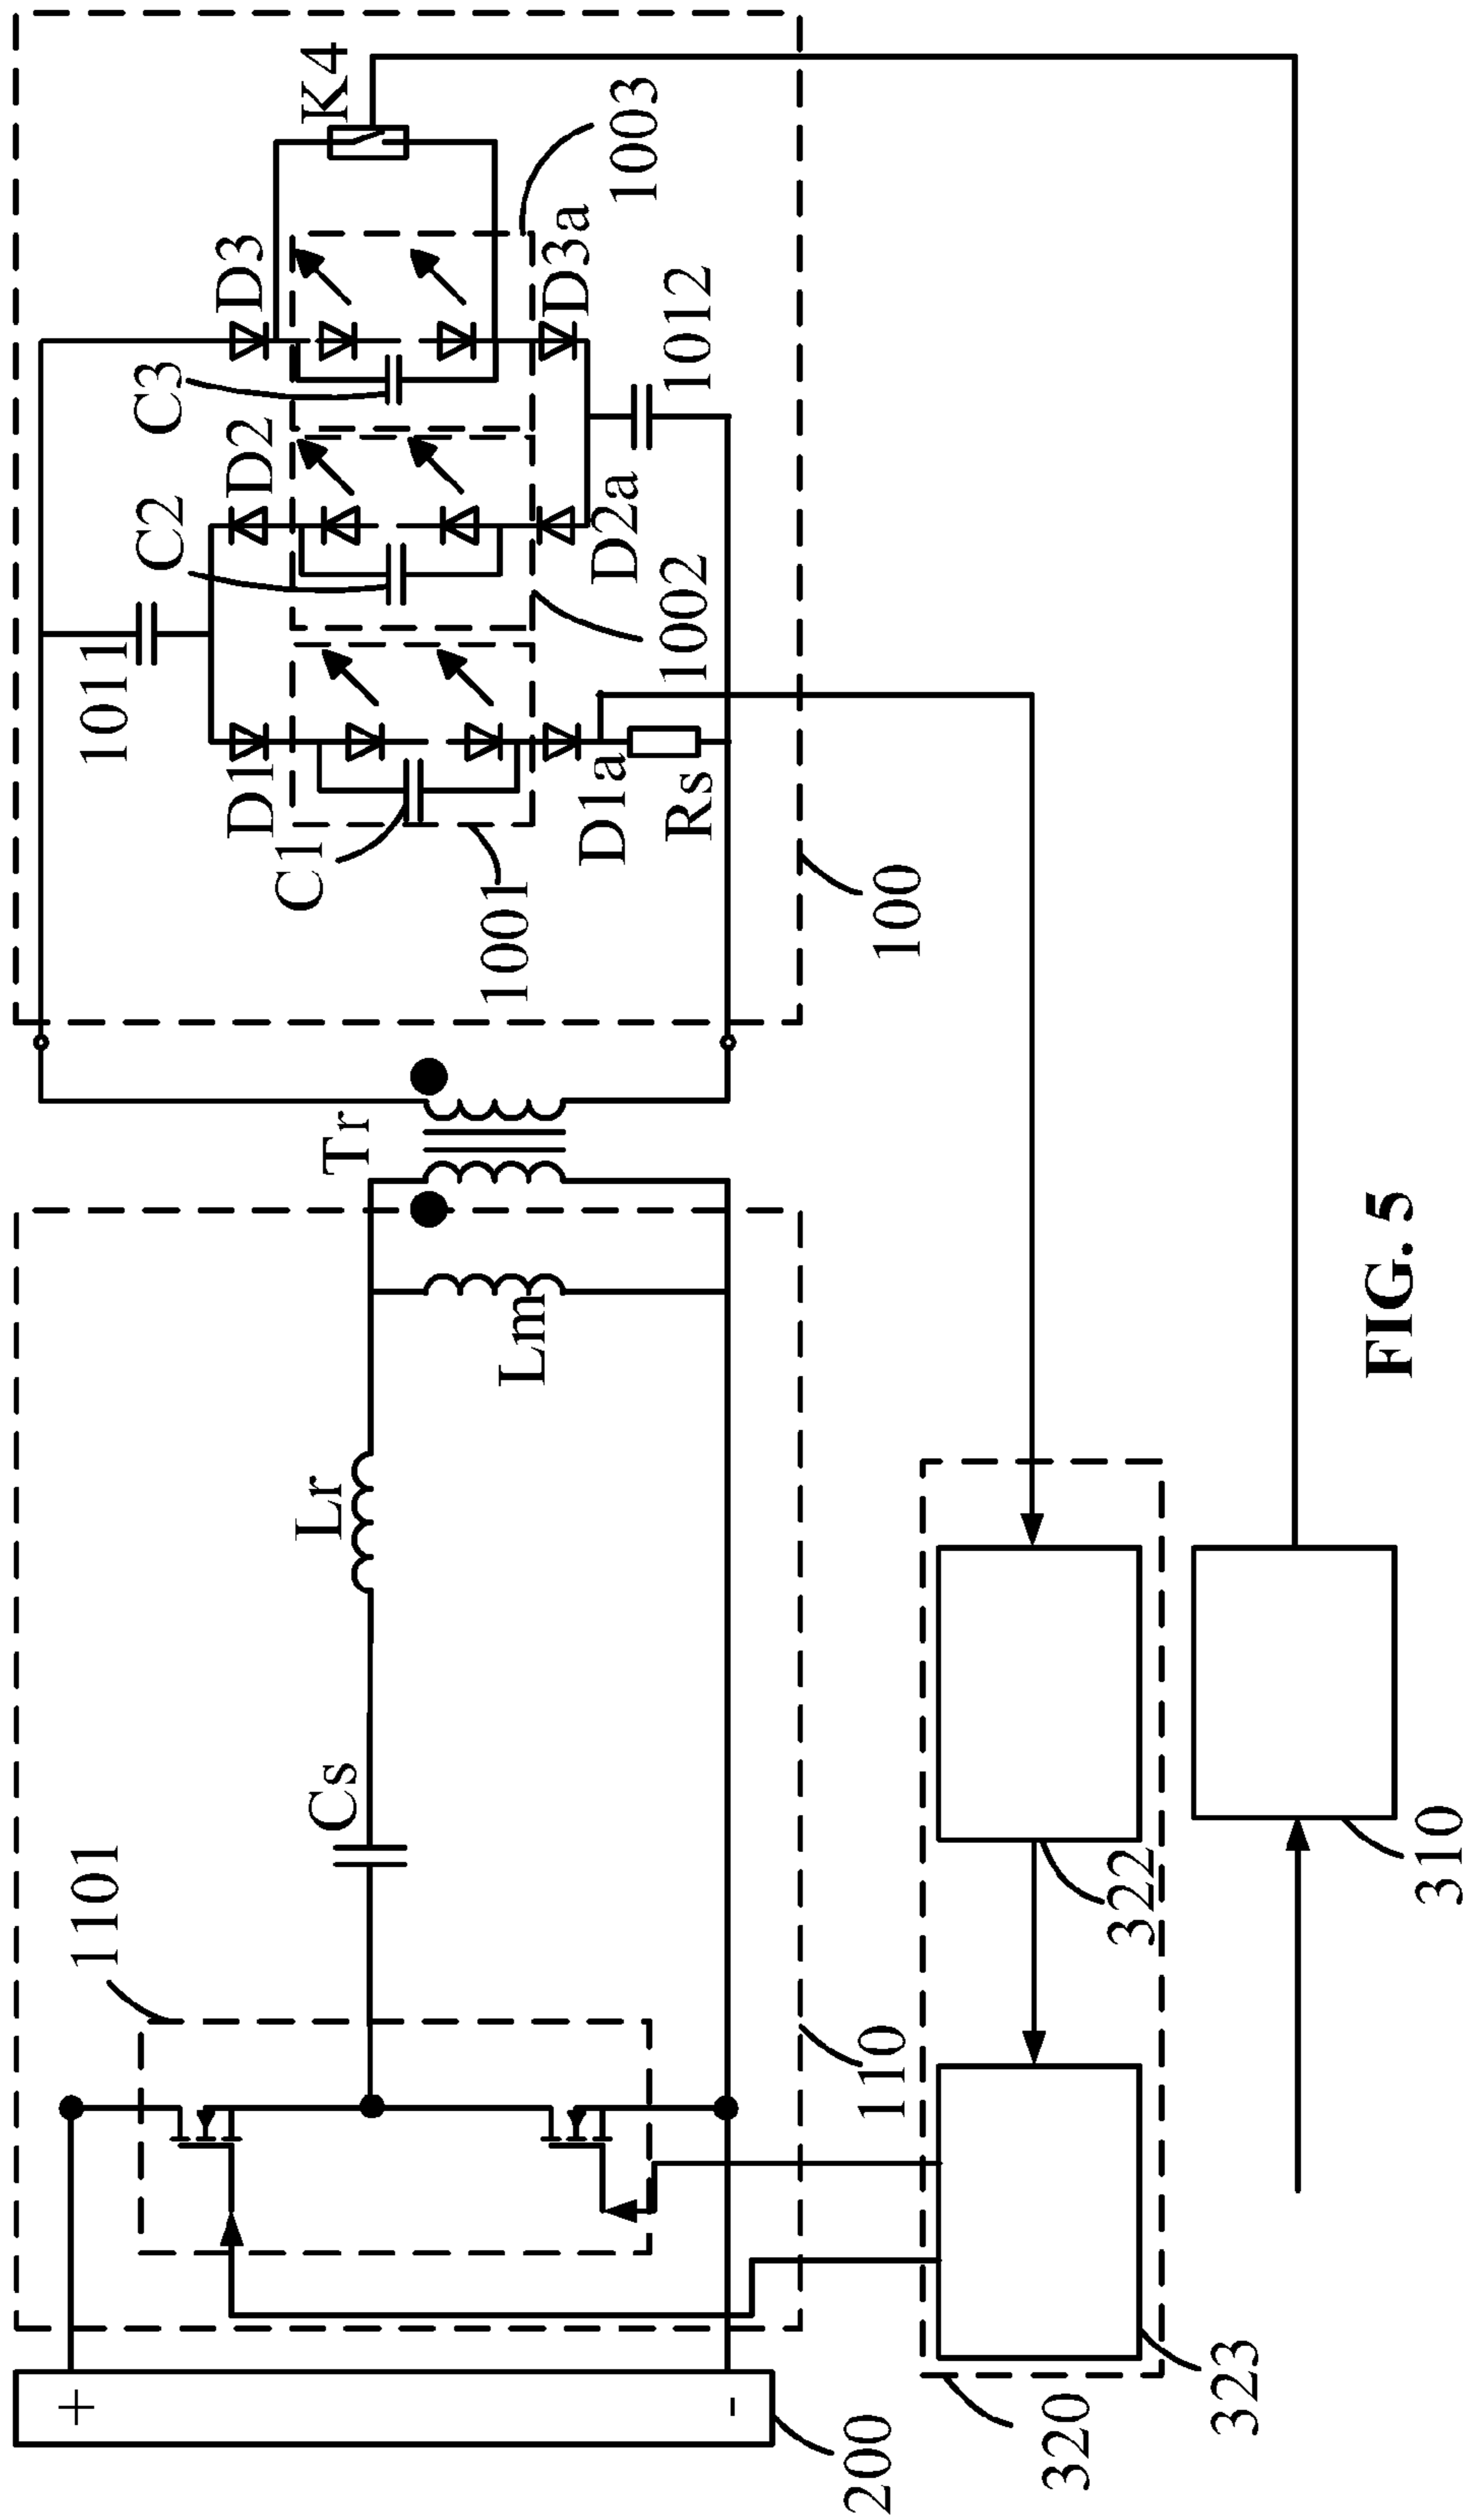 K4
D3
1003
D3a
C3
1012
D2
C2
D2a
1002
1011
D1
D1a
Rs
C1
1001
100
Tr
Lm
Lr
Cs
1101
110
322
310
+
-
200
320
323
FIG. 5